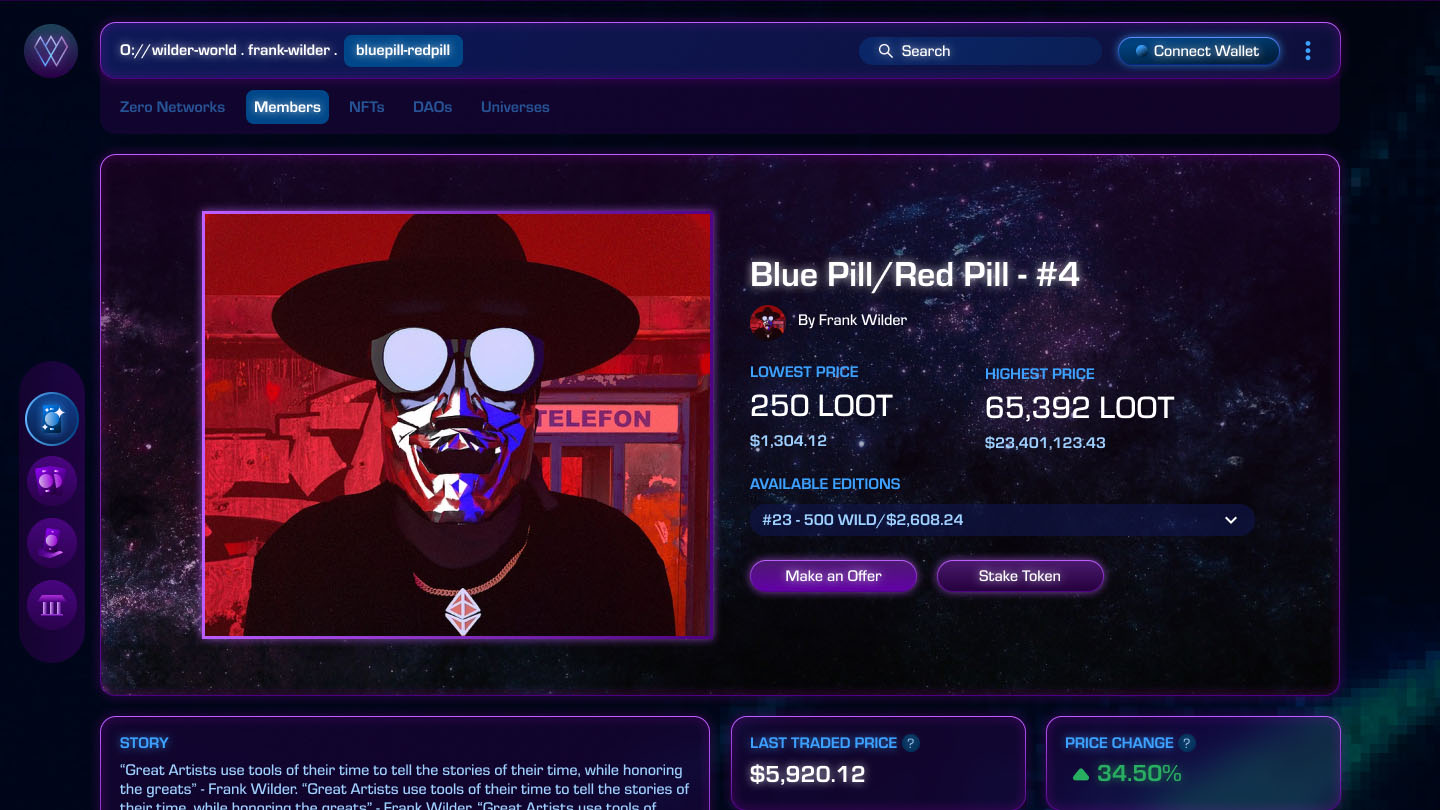 0://wilder-world . frank-wilder . bluepill-redpill
Search
Connect Wallet
Zero Networks Members NFTs DAOs Universes
TELEFON
Blue Pill/Red Pill - #4
By Frank Wilder
LOWEST PRICE
250 LOOT
$1,304.12
HIGHEST PRICE
65,392 LOOT
$23,401,123.43
AVAILABLE EDITIONS
#23 - 500 WILD/$2,608.24
Make an Offer
Stake Token
STORY
“Great Artists use tools of their time to tell the stories of their time, while honoring
the greats” - Frank Wilder. “Great Artists use tools of their time to tell the stories of
their time, while honoring the greats” - Frank Wilder. “Great Artists use tools of
LAST TRADED PRICE ?
$5,920.12
PRICE CHANGE ?
34.50%